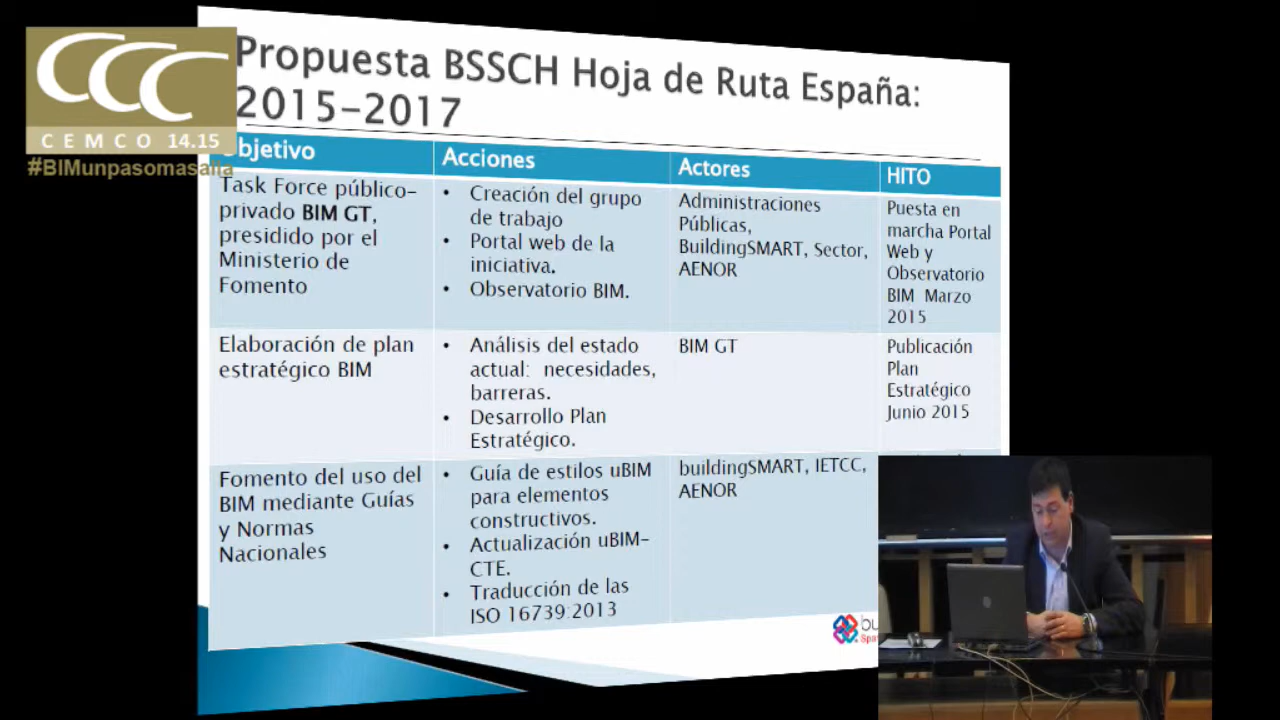 CCC
CEMCO 14.15
#BIMunpasomasalla
Propuesta BSSCH Hoja de Ruta España:
2015-2017
Objetivo
Acciones
Actores
HITO
Task Force público-
privado BIM GT,
presidido por el
Ministerio de
Fomento
• Creación del grupo
de trabajo
• Portal web de la
iniciativa.
• Observatorio BIM.
Administraciones
Públicas,
BuildingSMART, Sector,
AENOR
Puesta en
marcha Portal
Web y
Observatorio
BIM Marzo
2015
Elaboración de plan
estratégico BIM
• Análisis del estado
actual: necesidades,
barreras.
• Desarrollo Plan
Estratégico.
BIM GT
Publicación
Plan
Estratégico
Junio 2015
Fomento del uso del
BIM mediante Guías
y Normas
Nacionales
• Guía de estilos uBIM
para elementos
constructivos.
• Actualización uBIM-
CTE.
• Traducción de las
ISO 16739:2013
buildingSMART, IETCC,
AENOR